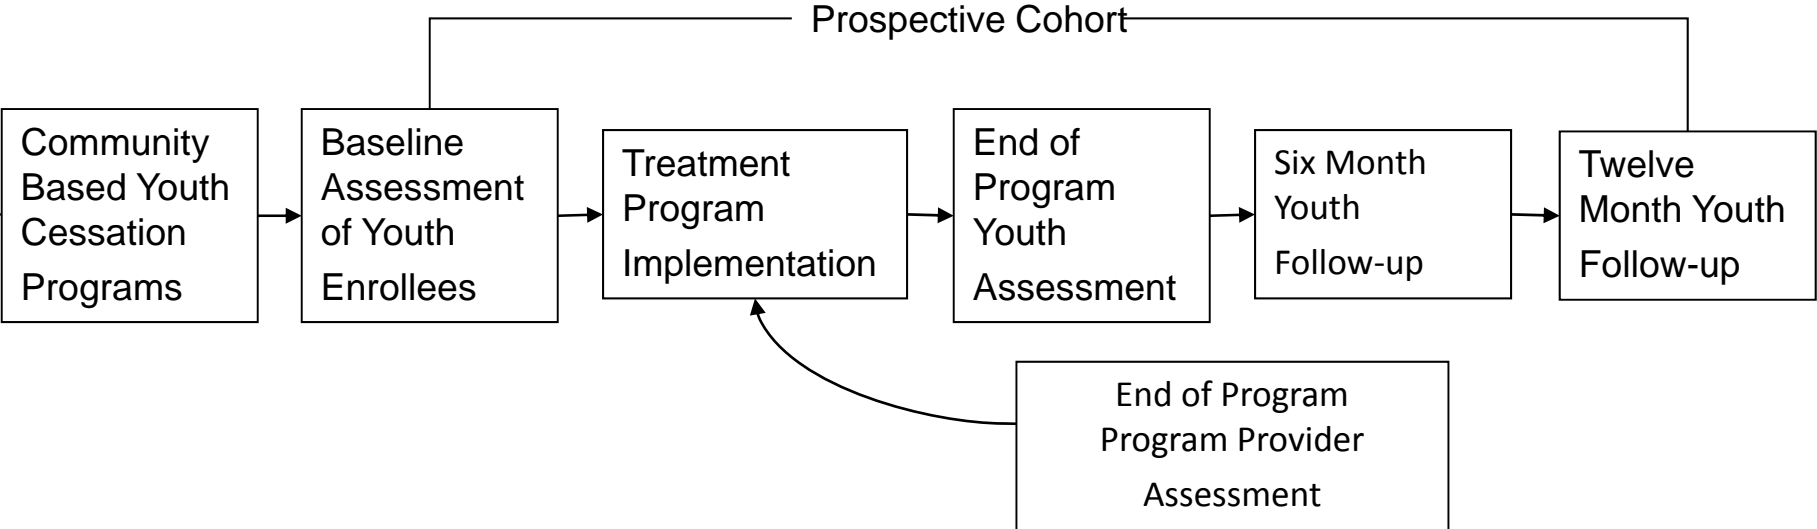 Prospective Cohort
Community
Based Youth
Cessation
Programs
Baseline
Assessment
of Youth
Enrollees
Treatment
Program
Implementation
End of
Program
Youth
Assessment
Six Month
Youth
Follow-up
Twelve
Month Youth
Follow-up
End of Program
Program Provider
Assessment